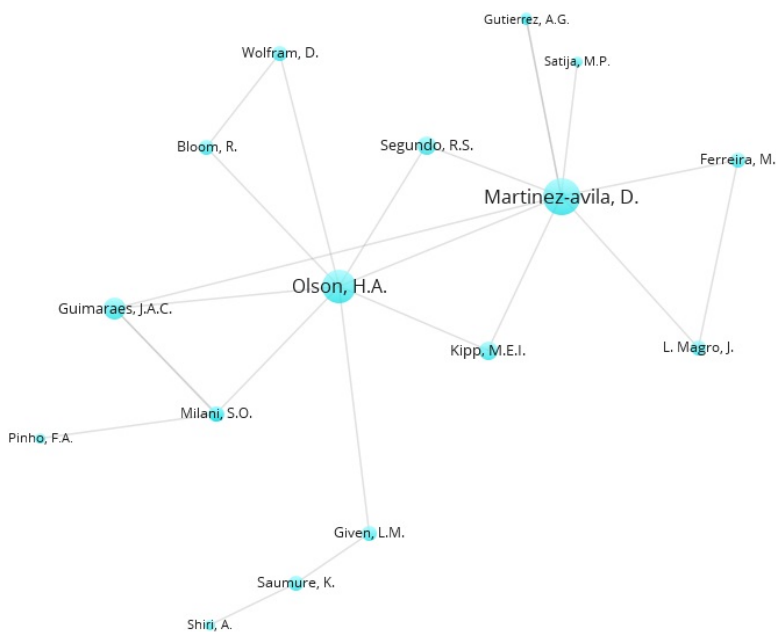 Gutierrez, A.G.
Wolfram, D.
Satija, M.P.
Bloom, R.
Segundo, R.S.
Ferreira, M.
Martinez-avila, D.
Olson, H.A.
Guimaraes, J.A.C.
Kipp, M.E.I.
L. Magro, J.
Milani, S.O.
Pinho, F.A.
Given, L.M.
Saumure, K.
Shiri, A.